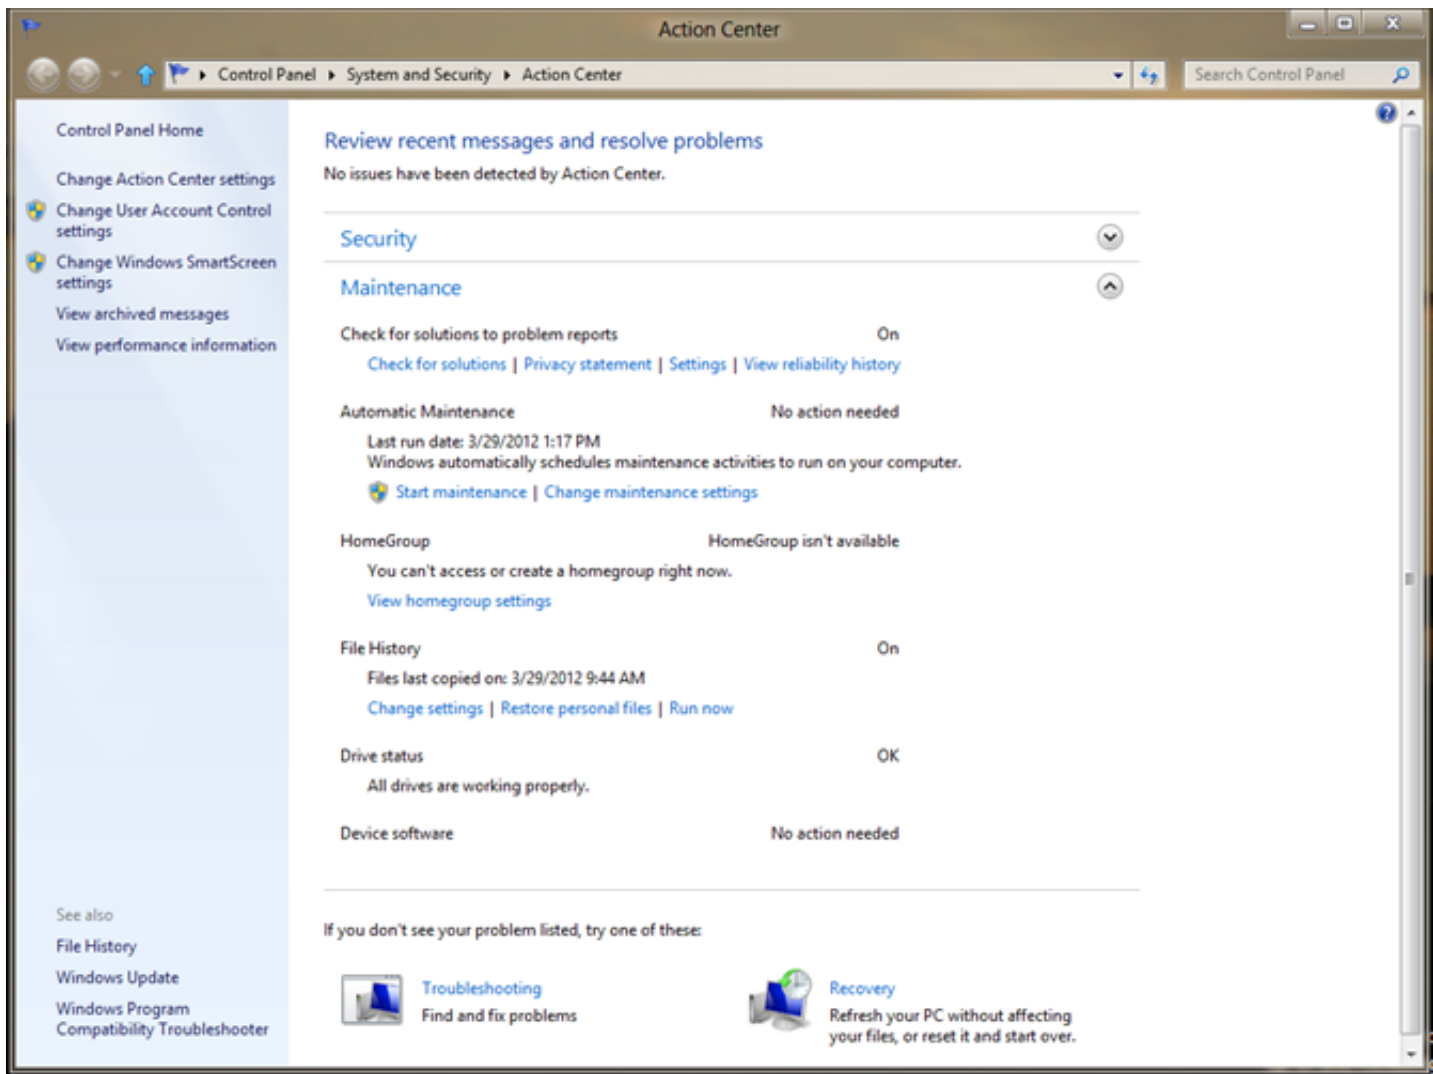 Action Center
Control Panel System and Security Action Center
Search Control Panel
Control Panel Home
Change Action Center settings
Change User Account Control
settings
Change Windows SmartScreen
settings
View archived messages
View performance information
See also
File History
Windows Update
Windows Program
Compatibility Troubleshooter
Review recent messages and resolve problems
No issues have been detected by Action Center.
Security
Maintenance
Check for solutions to problem reports On
Check for solutions | Privacy statement | Settings | View reliability history
Automatic Maintenance No action needed
Last run date: 3/29/2012 1:17 PM
Windows automatically schedules maintenance activities to run on your computer.
Start maintenance | Change maintenance settings
HomeGroup HomeGroup isn't available
You can't access or create a homegroup right now.
View homegroup settings
File History On
Files last copied on: 3/29/2012 9:44 AM
Change settings | Restore personal files | Run now
Drive status OK
All drives are working properly.
Device software No action needed
If you don't see your problem listed, try one of these:
Troubleshooting
Find and fix problems
Recovery
Refresh your PC without affecting
your files, or reset it and start over.